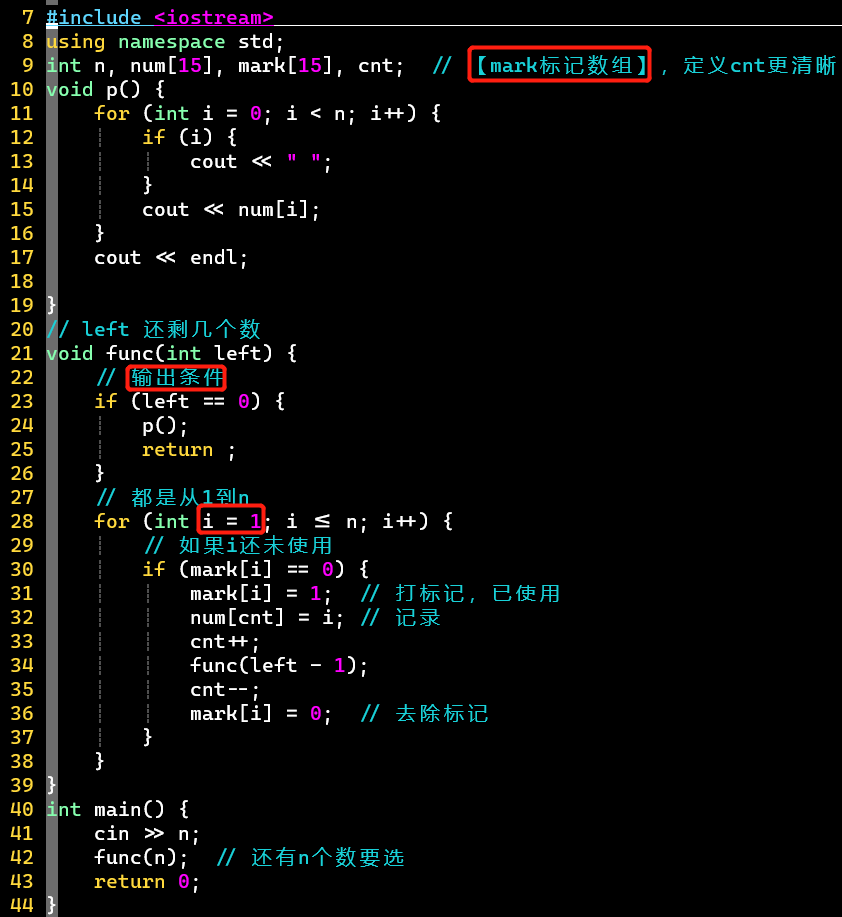 7 #include <iostream>
8 using namespace std;
9 int n, num[15], mark[15], cnt;  // 【mark标记数组】，定义cnt更清晰
10 void p() {
11     for (int i = 0; i < n; i++) {
12         if (i) {
13             cout << " ";
14         }
15         cout << num[i];
16     }
17     cout << endl;
18
19 }
20 // left 还剩几个数
21 void func(int left) {
22     // 输出条件
23     if (left == 0) {
24         p();
25         return ;
26     }
27     // 都是从1到n
28     for (int i = 1; i <= n; i++) {
29         // 如果i还未使用
30         if (mark[i] == 0) {
31             mark[i] = 1;  // 打标记，已使用
32             num[cnt] = i; // 记录
33             cnt++;
34             func(left - 1);
35             cnt--;
36             mark[i] = 0;  // 去除标记
37         }
38     }
39 }
40 int main() {
41     cin >> n;
42     func(n);  // 还有n个数要选
43     return 0;
44 }